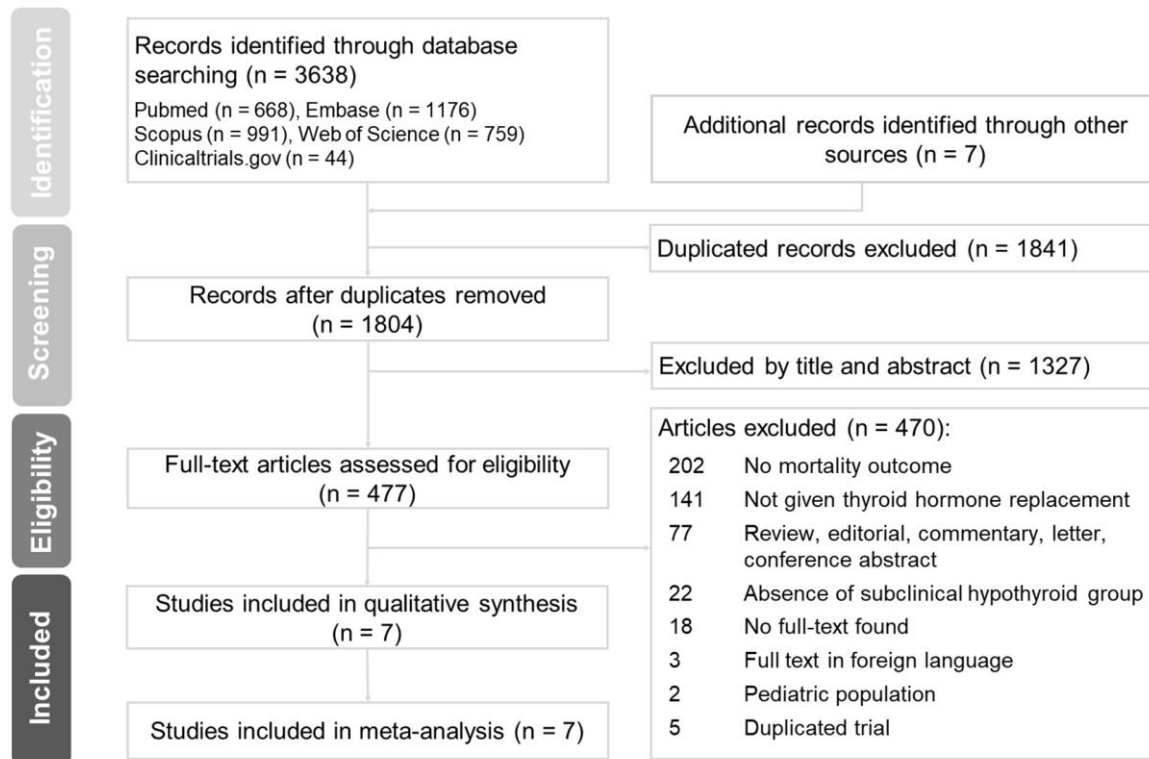 Identification
Records identified through database
searching (n = 3638)
Pubmed (n = 668), Embase (n = 1176)
Scopus (n = 991), Web of Science (n = 759)
Clinicaltrials.gov (n = 44)
Additional records identified through other
sources (n = 7)
Screening
Duplicated records excluded (n = 1841)
Records after duplicates removed
(n = 1804)
Excluded by title and abstract (n = 1327)
Eligibility
Full-text articles assessed for eligibility
(n = 477)
Articles excluded (n = 470):
202 No mortality outcome
141 Not given thyroid hormone replacement
77 Review, editorial, commentary, letter,
conference abstract
22 Absence of subclinical hypothyroid group
18 No full-text found
3 Full text in foreign language
2 Pediatric population
5 Duplicated trial
Included
Studies included in qualitative synthesis
(n = 7)
Studies included in meta-analysis (n = 7)